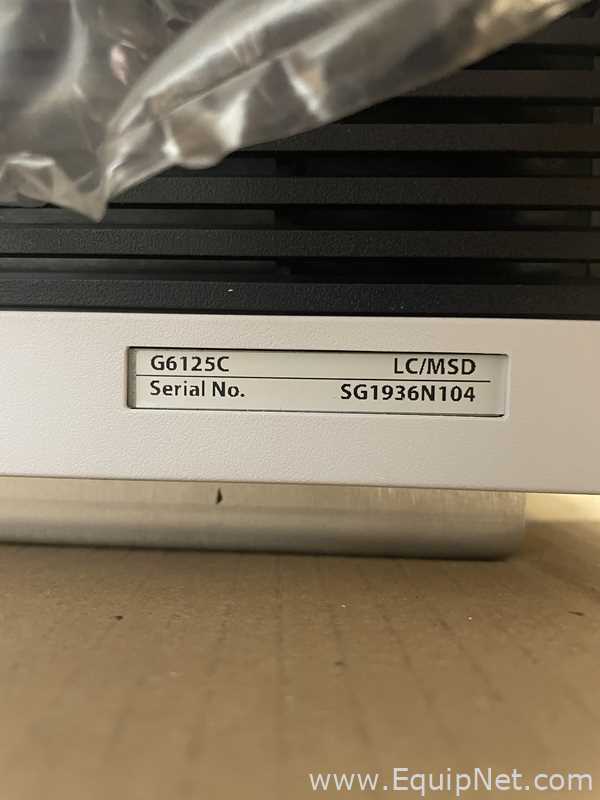 G6125C LC/MSD
Serial No. SG1936N104
www.EquipNet.com